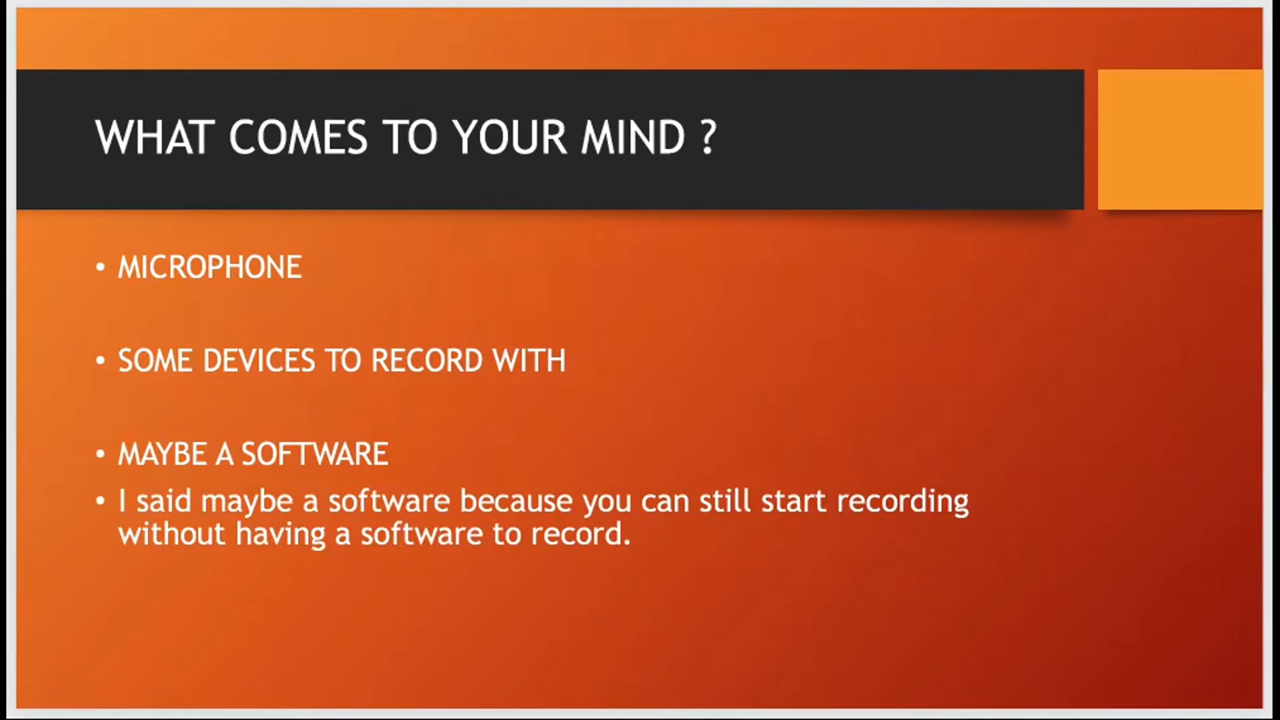 WHAT COMES TO YOUR MIND ?
• MICROPHONE
• SOME DEVICES TO RECORD WITH
• MAYBE A SOFTWARE
• I said maybe a software because you can still start recording
without having a software to record.